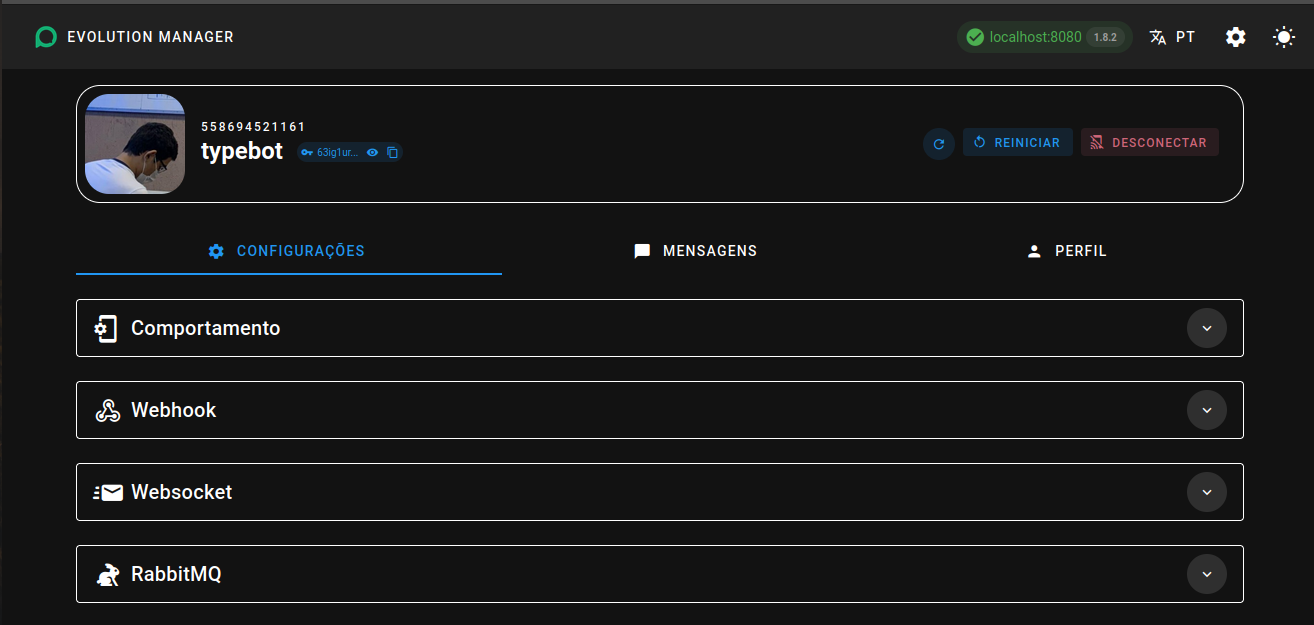 EVOLUTION MANAGER
localhost:8080 1.8.2
PT
558694521161
typebot 63ig1ur...
REINICIAR
DESCONECTAR
CONFIGURAÇÕES
MENSAGENS
PERFIL
Comportamento
Webhook
Websocket
RabbitMQ